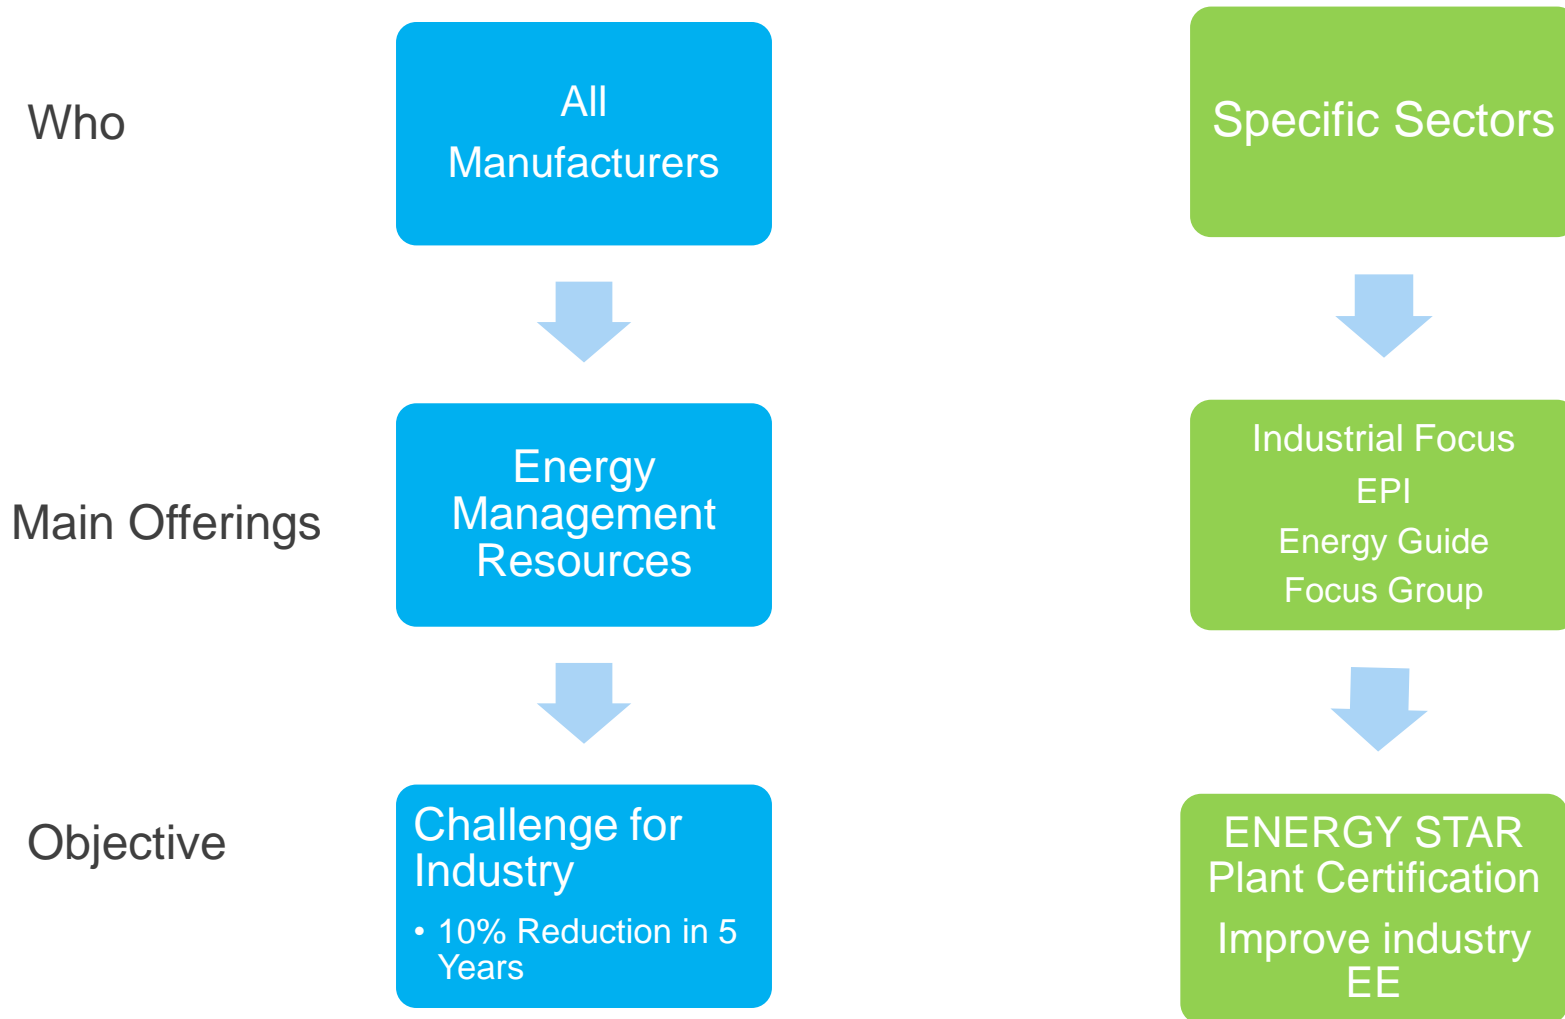 Who
All
Manufacturers
Specific Sectors
Main Offerings
Energy
Management
Resources
Industrial Focus
EPI
Energy Guide
Focus Group
Objective
Challenge for
Industry
• 10% Reduction in 5
Years
ENERGY STAR
Plant Certification
Improve industry
EE